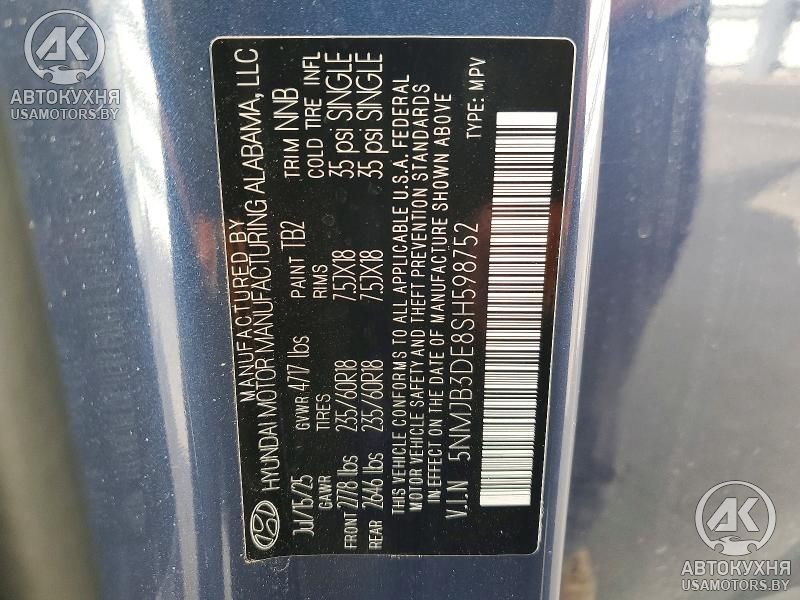 MANUFACTURED BY
HYUNDAI MOTOR MANUFACTURING ALABAMA, LLC
Jul/15/25 GVWR 4717 lbs PAINT TB2 TRIM NNB
GAWR TIRES RIMS COLD TIRE INFL
FRONT 2778 lbs 235/60R18 7.5JX18 35 psi SINGLE
REAR 2646 lbs 235/60R18 7.5JX18 35 psi SINGLE
THIS VEHICLE CONFORMS TO ALL APPLICABLE U.S.A. FEDERAL
MOTOR VEHICLE SAFETY AND THEFT PREVENTION STANDARDS
IN EFFECT ON THE DATE OF MANUFACTURE SHOWN ABOVE
V.I.N 5NMJB3DE8SH598752 TYPE: MPV
АК
АВТОКУХНЯ
USAMOTORS.BY
АК
АВТОКУХНЯ
USAMOTORS.BY